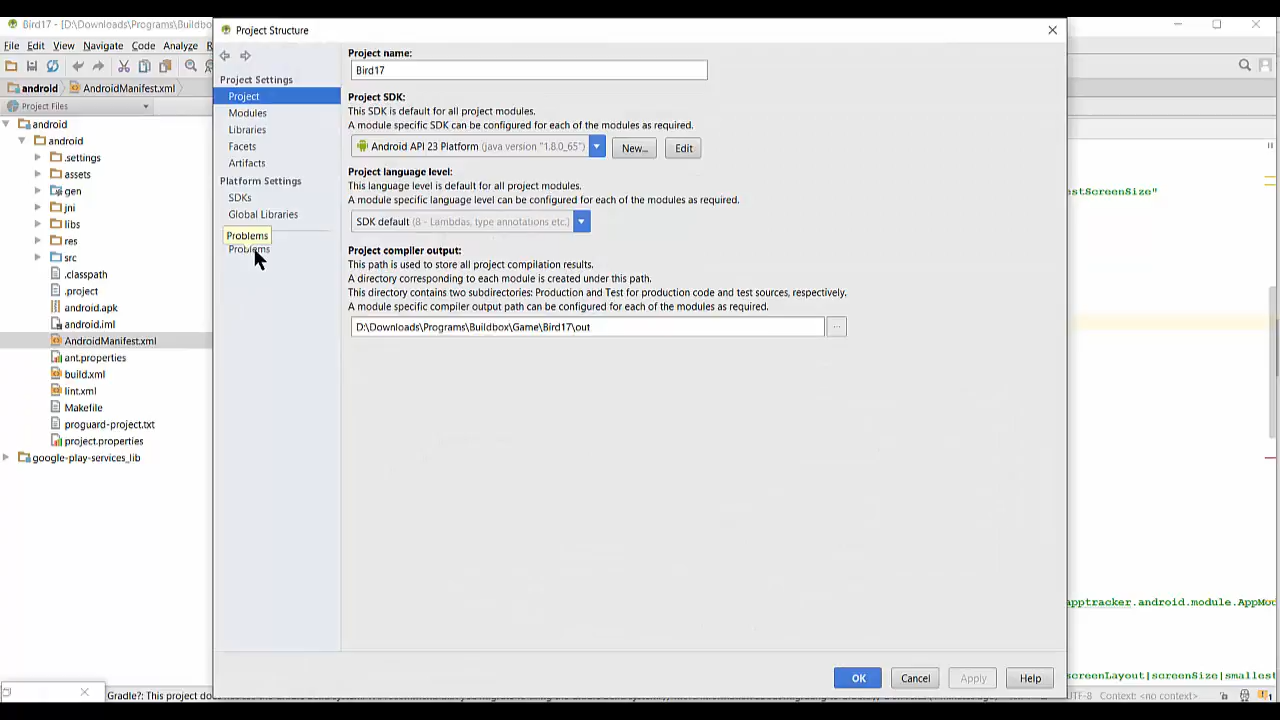 Bird17 - [D:\Downloads\Programs\Buildbox
File Edit View Navigate Code Analyze R
android AndroidManifest.xml
Project Files
android
android
.settings
assets
gen
jni
libs
res
src
.classpath
.project
android.apk
android.iml
AndroidManifest.xml
ant.properties
build.xml
lint.xml
Makefile
proguard-project.txt
project.properties
google-play-services_lib
Project Structure
Project Settings
Project
Modules
Libraries
Facets
Artifacts
Platform Settings
SDKs
Global Libraries
Problems
Problems
Project name:
Bird17
Project SDK:
This SDK is default for all project modules.
A module specific SDK can be configured for each of the modules as required.
Android API 23 Platform (java version "1.8.0_65")
New...
Edit
Project language level:
This language level is default for all project modules.
A module specific language level can be configured for each of the modules as required.
SDK default (8 - Lambdas, type annotations etc.)
Project compiler output:
This path is used to store all project compilation results.
A directory corresponding to each module is created under this path.
This directory contains two subdirectories: Production and Test for production code and test sources, respectively.
A module specific compiler output path can be configured for each of the modules as required.
D:\Downloads\Programs\Buildbox\Game\Bird17\out
...
OK
Cancel
Apply
Help
estScreenSize"
apptracker.android.module.AppMod
screenLayout|screenSize|smallest
Gradle?: This project does
UTF-8 Context: <no context>